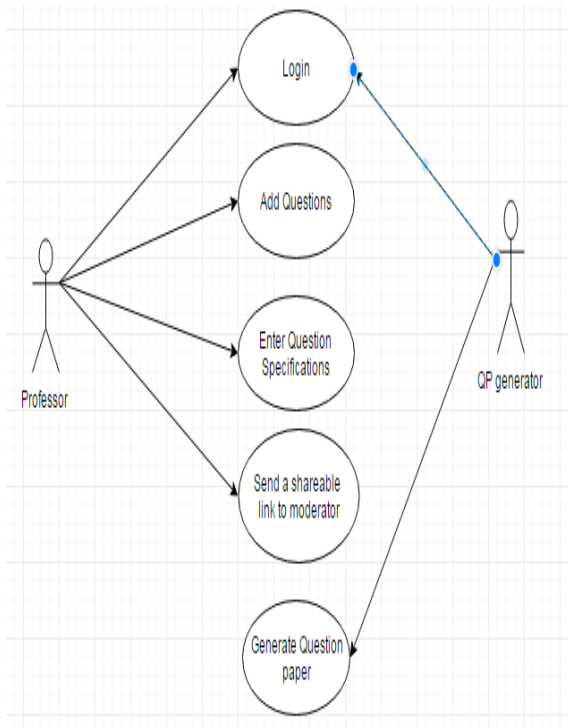 Login
Add Questions
Enter Question
Specifications
Professor
QP generator
Send a shareable
link to moderator
Generate Question
paper